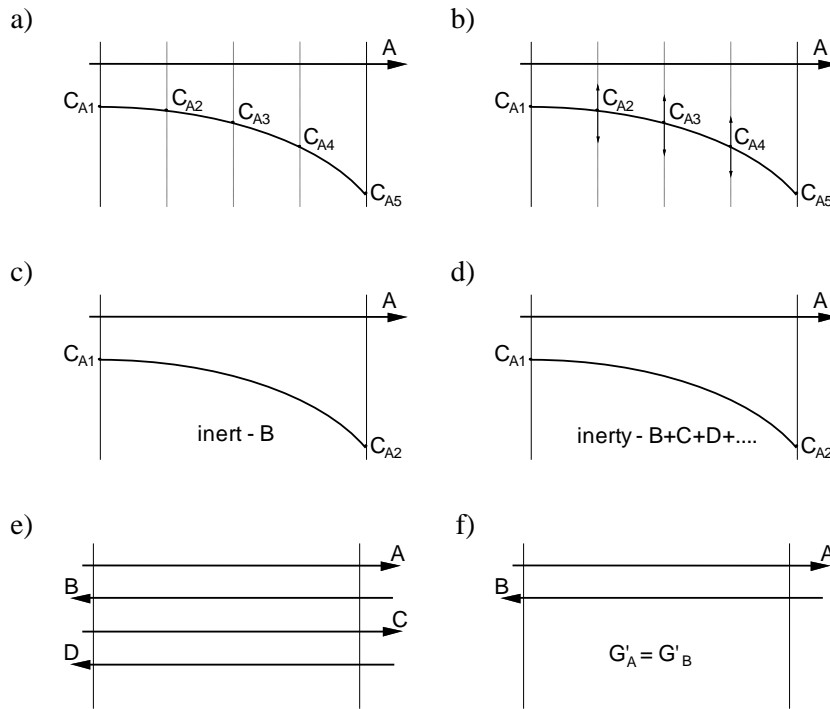 a)
A
C_A1
C_A2
C_A3
C_A4
C_A5
b)
A
C_A1
C_A2
C_A3
C_A4
C_A5
c)
A
C_A1
inert - B
C_A2
d)
A
C_A1
inerty - B+C+D+....
C_A2
e)
A
B
C
D
f)
A
B
G'_A = G'_B